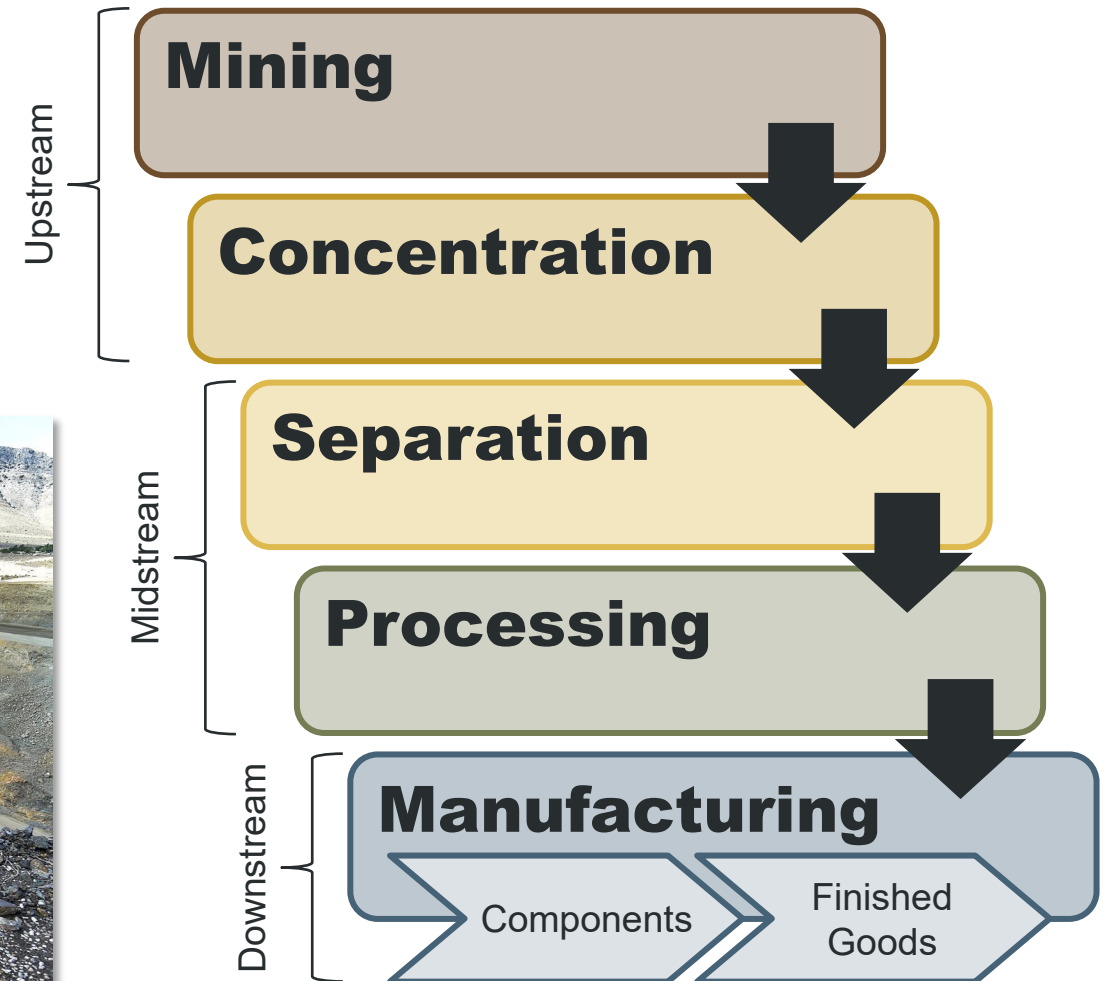 Upstream
Mining
Concentration
Midstream
Separation
Processing
Downstream
Manufacturing
Components
Finished
Goods